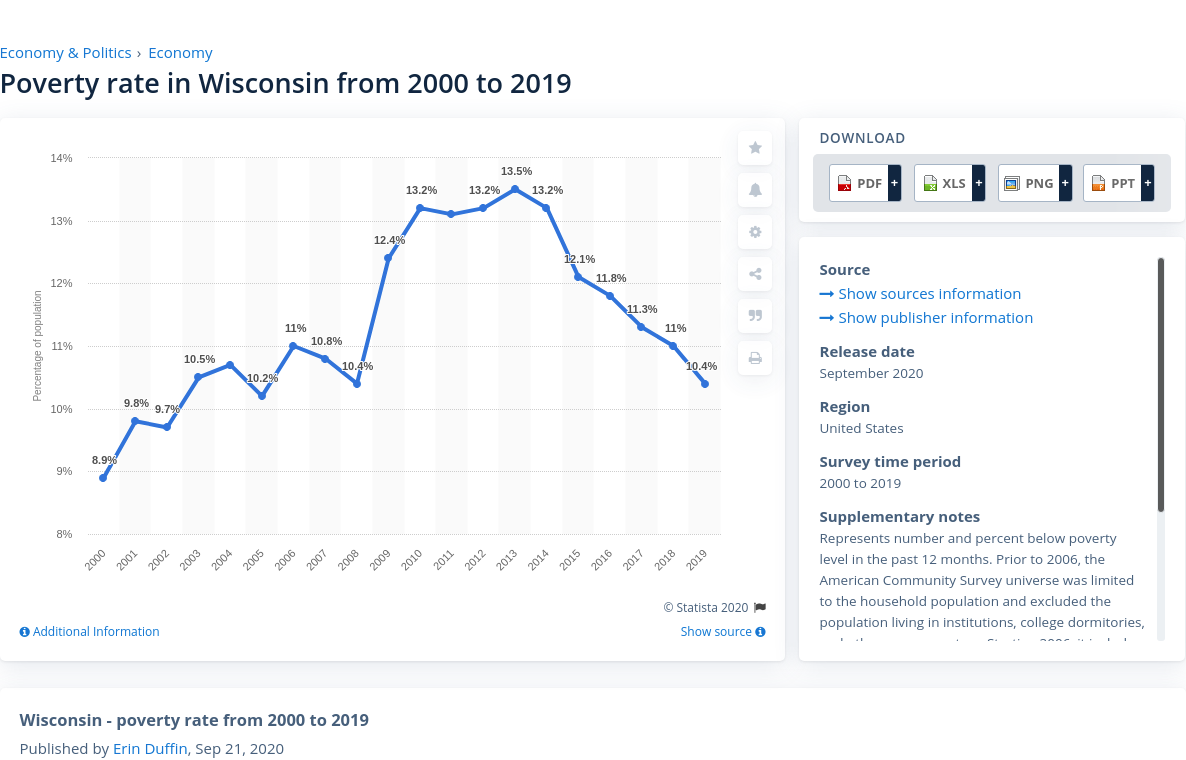 Economy & Politics › Economy
Poverty rate in Wisconsin from 2000 to 2019
14%
13%
12%
11%
10%
9%
8%
Percentage of population
8.9%
9.8%
9.7%
10.5%
10.2%
11%
10.8%
10.4%
12.4%
13.2%
13.2%
13.5%
13.2%
12.1%
11.8%
11.3%
11%
10.4%
2000
2001
2002
2003
2004
2005
2006
2007
2008
2009
2010
2011
2012
2013
2014
2015
2016
2017
2018
2019
© Statista 2020
Additional Information
Show source
DOWNLOAD
PDF +
XLS +
PNG +
PPT +
Source
Show sources information
Show publisher information
Release date
September 2020
Region
United States
Survey time period
2000 to 2019
Supplementary notes
Represents number and percent below poverty
level in the past 12 months. Prior to 2006, the
American Community Survey universe was limited
to the household population and excluded the
population living in institutions, college dormitories,
Wisconsin - poverty rate from 2000 to 2019
Published by Erin Duffin, Sep 21, 2020